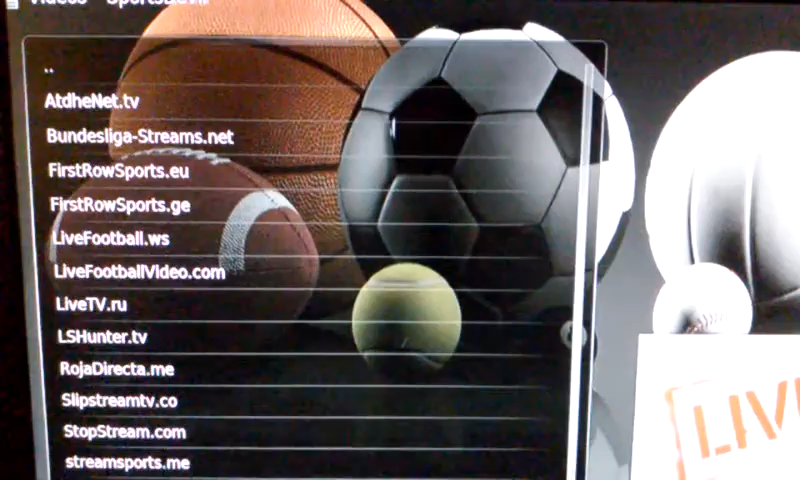 ..
AtdheNet.tv
Bundesliga-Streams.net
FirstRowSports.eu
FirstRowSports.ge
LiveFootball.ws
LiveFootballVideo.com
LiveTV.ru
LSHunter.tv
RojaDirecta.me
Slipstreamtv.co
StopStream.com
streamsports.me
LIV